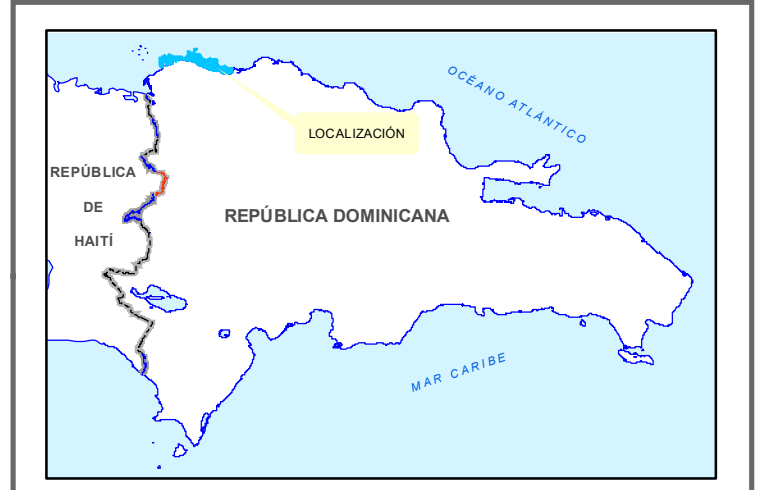 OCÉANO ATLÁNTICO
LOCALIZACIÓN
REPÚBLICA
DE
HAITÍ
REPÚBLICA DOMINICANA
MAR CARIBE